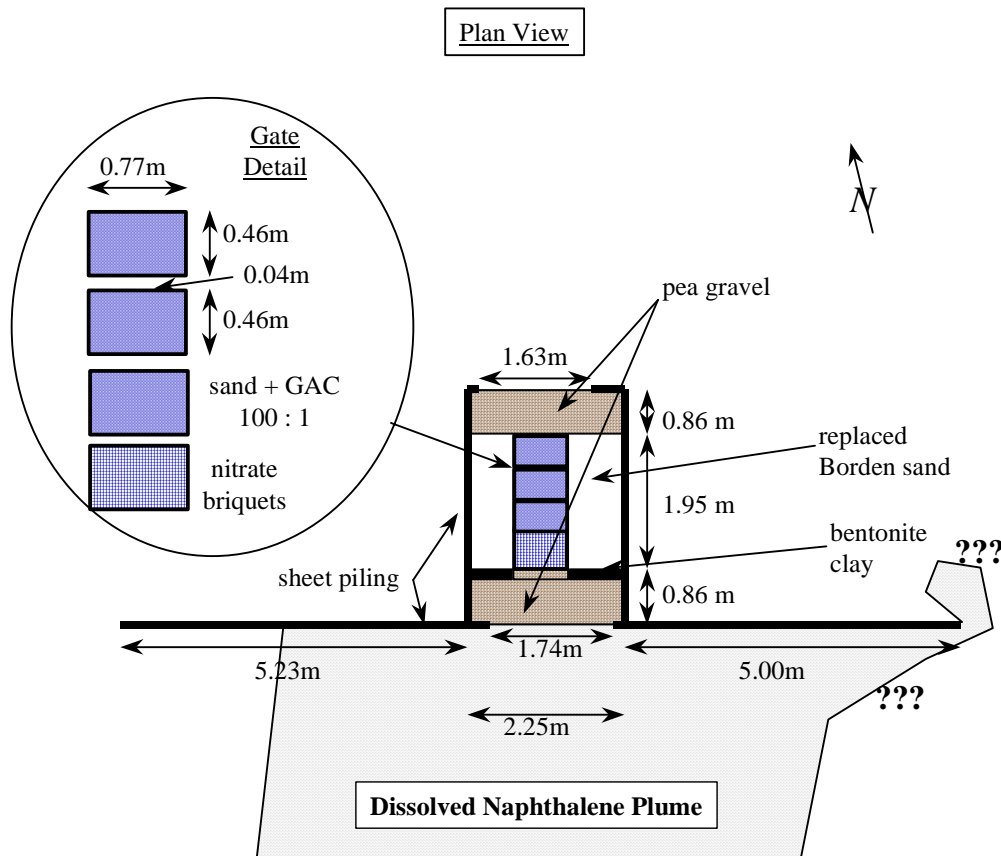 Plan View
Gate
Detail
0.77m
0.46m
0.04m
0.46m
sand + GAC
100 : 1
nitrate
briquets
N
pea gravel
1.63m
0.86 m
replaced
Borden sand
1.95 m
bentonite
clay
???
sheet piling
0.86 m
1.74m
5.23m
5.00m
???
2.25m
Dissolved Naphthalene Plume